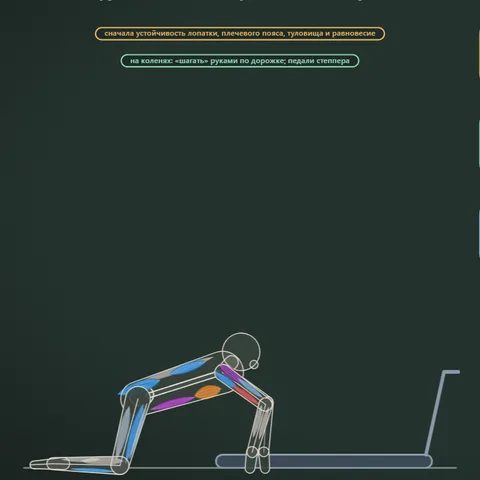 сначала устойчивость лопатки, плечевого пояса, туловища и равновесие
на коленях: «шагать» руками по дорожке; педали степпера